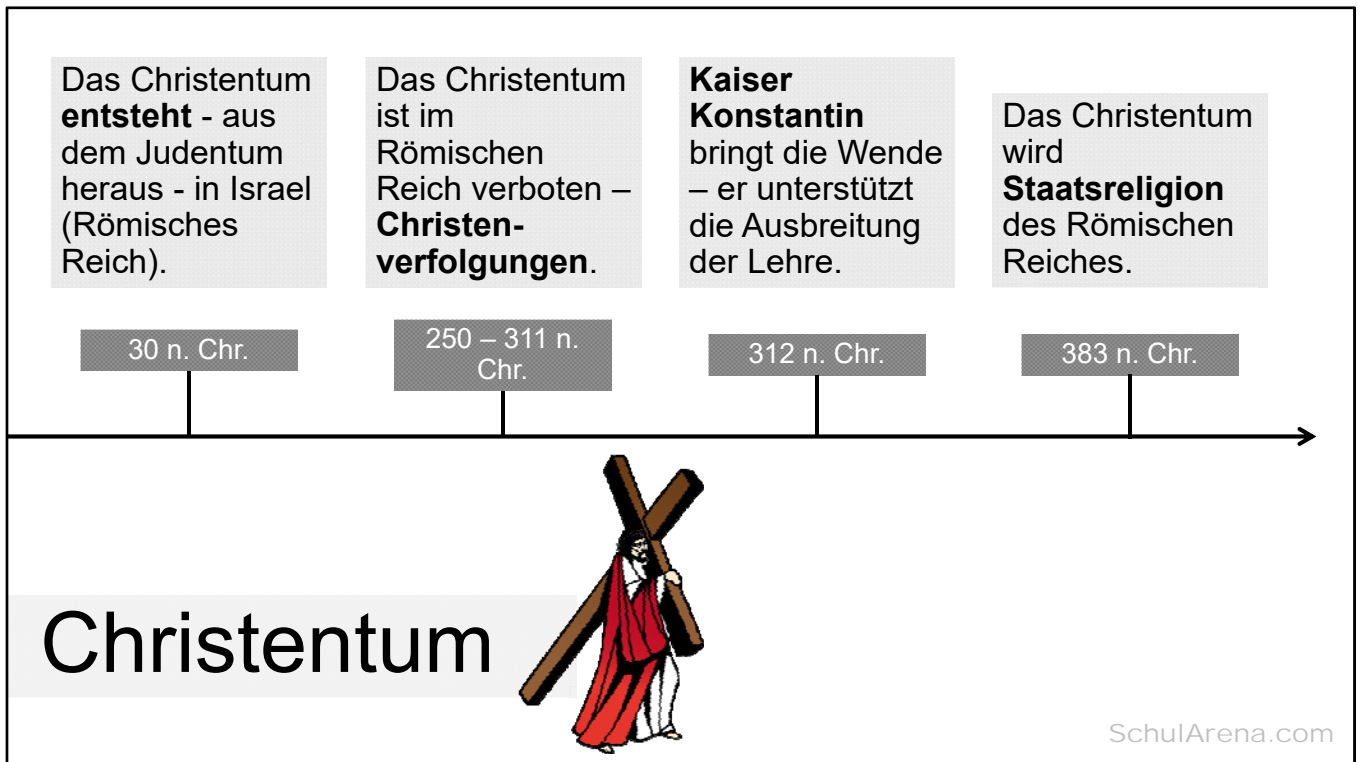 Das Christentum
entsteht - aus
dem Judentum
heraus - in Israel
(Römisches
Reich).
Das Christentum
ist im
Römischen
Reich verboten –
Christen-
verfolgungen.
Kaiser
Konstantin
bringt die Wende
– er unterstützt
die Ausbreitung
der Lehre.
Das Christentum
wird
Staatsreligion
des Römischen
Reiches.
30 n. Chr.
250 – 311 n.
Chr.
312 n. Chr.
383 n. Chr.
Christentum
SchulArena.com